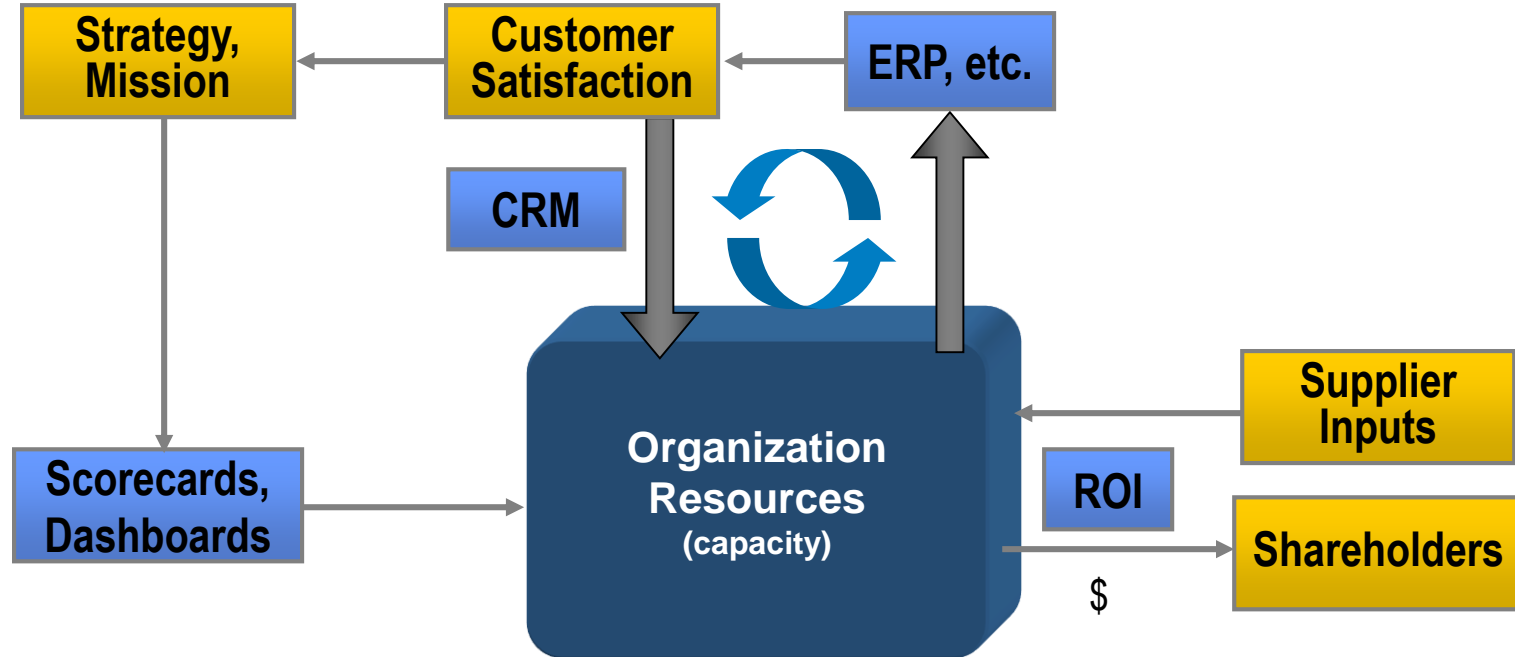 Strategy,
Mission
Customer
Satisfaction
ERP, etc.
CRM
Organization
Resources
(capacity)
Supplier
Inputs
Scorecards,
Dashboards
ROI
Shareholders
$